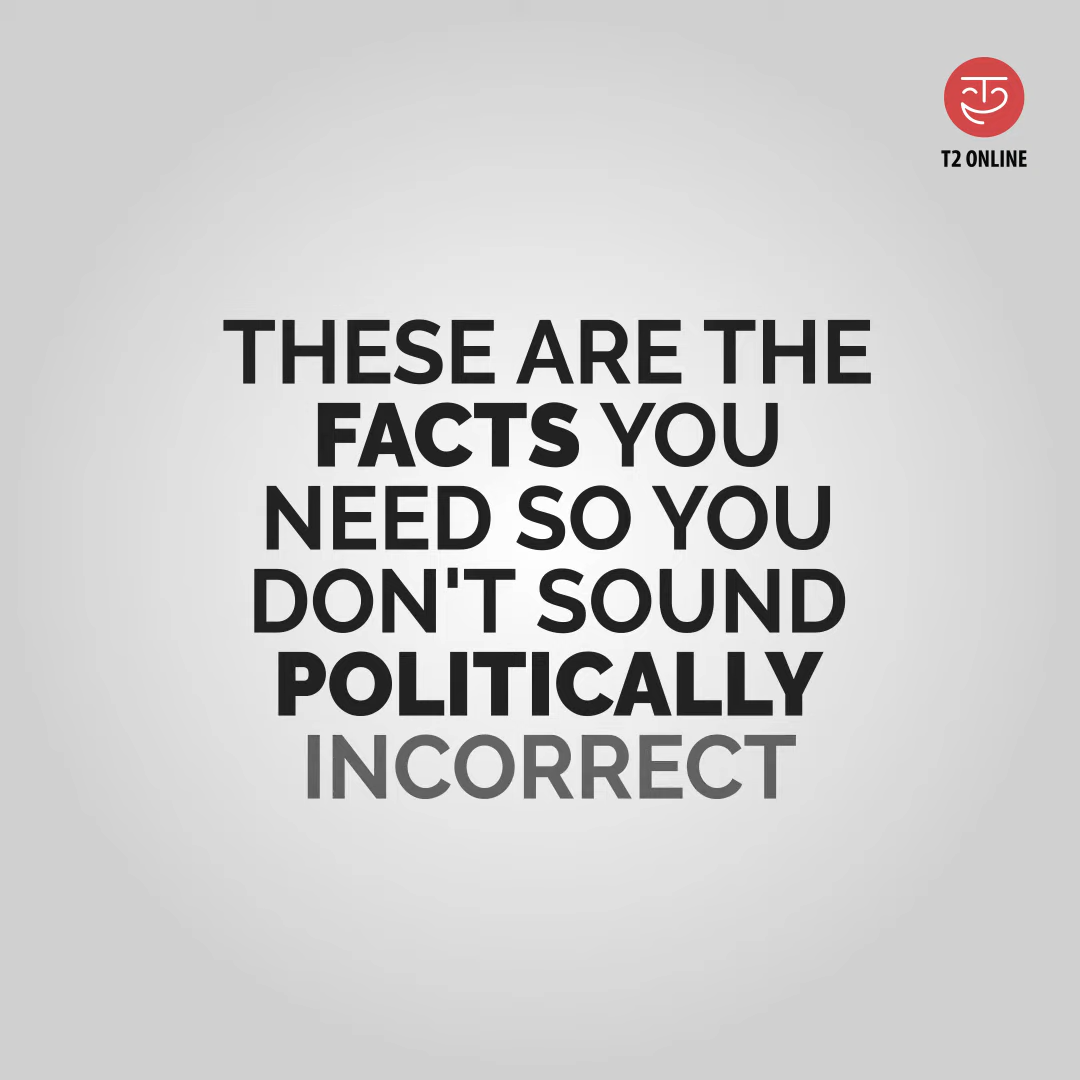 T2 ONLINE
THESE ARE THE
FACTS YOU
NEED SO YOU
DON'T SOUND
POLITICALLY
INCORRECT